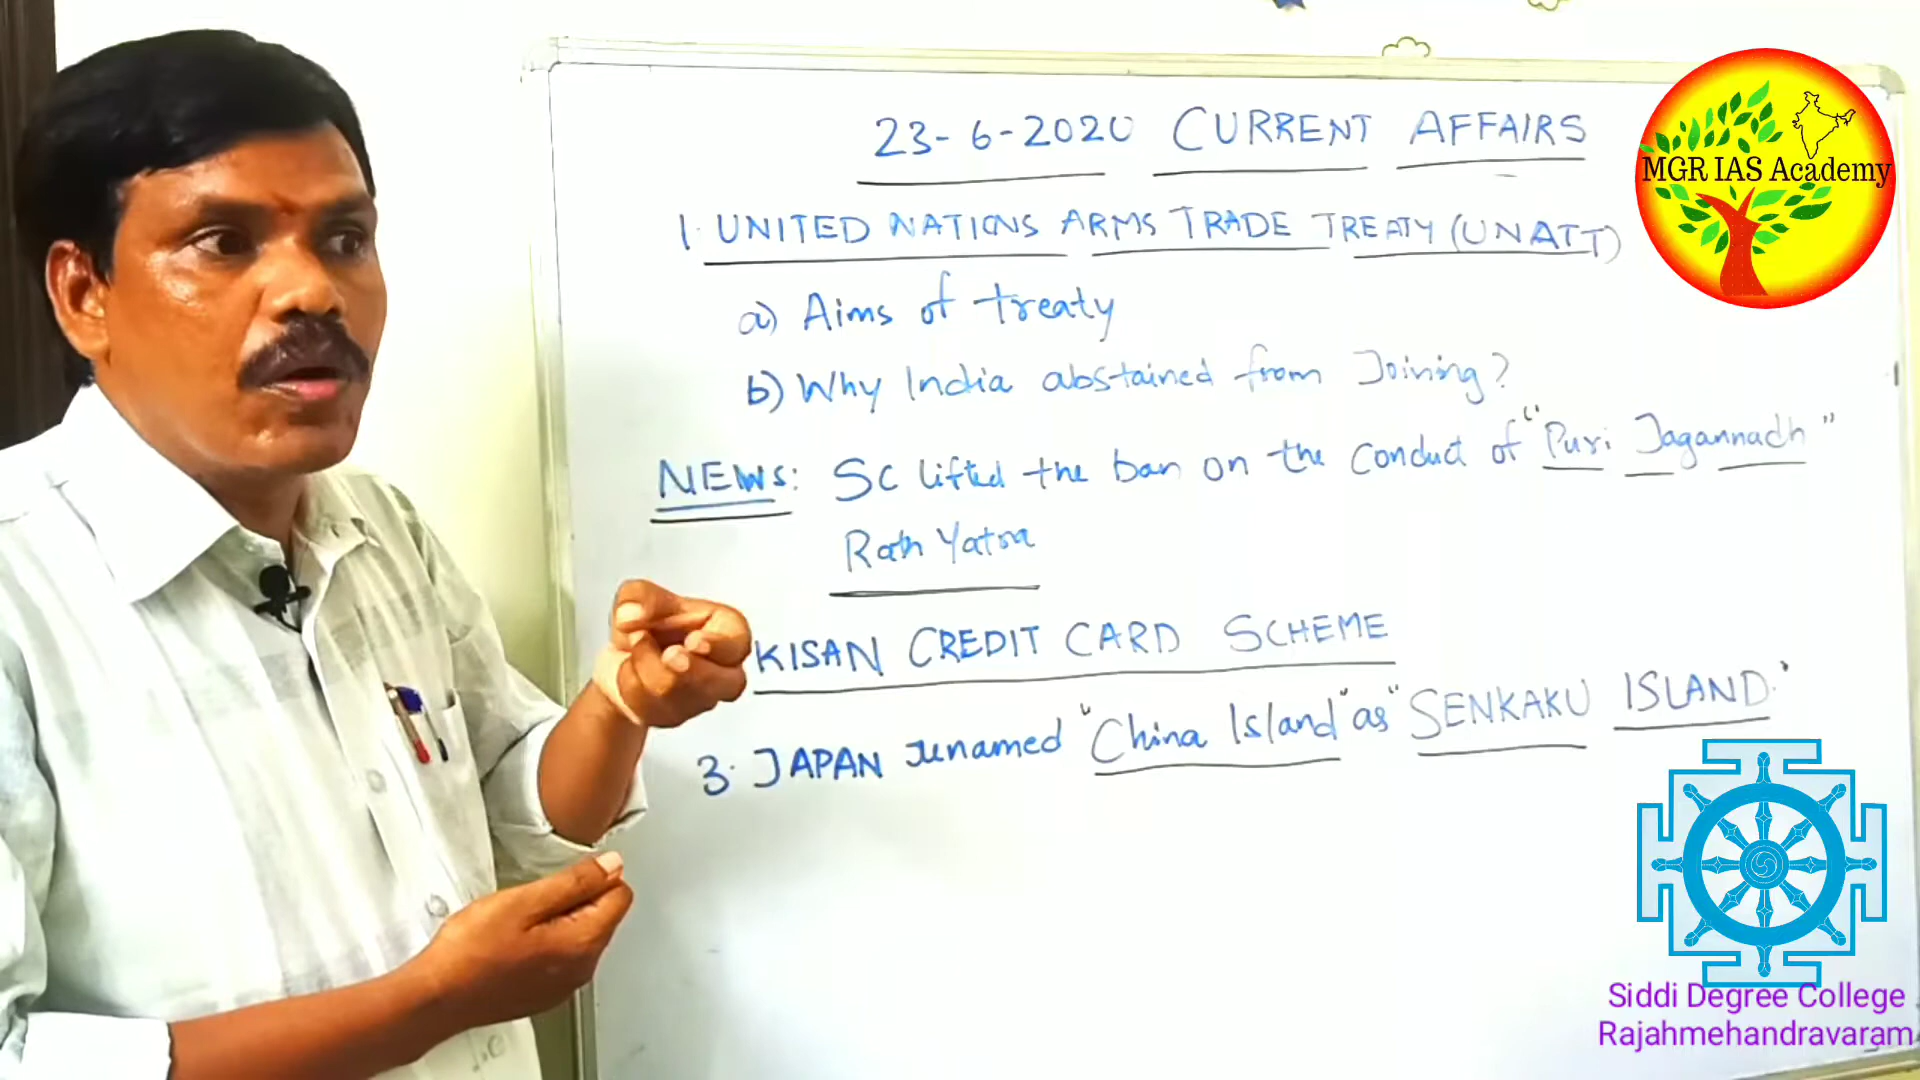 23-6-2020 CURRENT AFFAIRS
1. UNITED NATIONS ARMS TRADE TREATY (UNATT)
a) Aims of treaty
b) Why India abstained from Joining?
NEWS: SC lifted the ban on the conduct of "Puri Jagannadh"
Rath Yatra
KISAN CREDIT CARD SCHEME
3. JAPAN renamed "China Island" as "SENKAKU ISLAND."
MGR IAS Academy
Siddi Degree College
Rajahmehandravaram